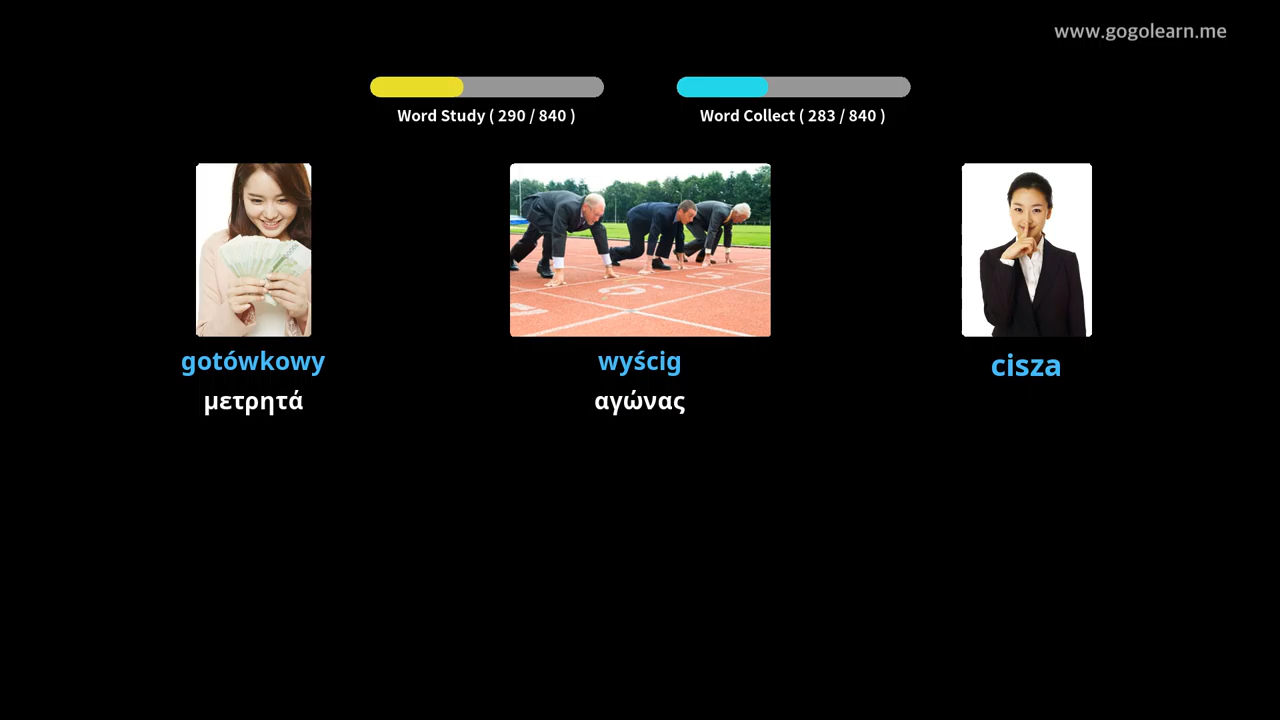 www.gogolearn.me
Word Study ( 290 / 840 )
Word Collect ( 283 / 840 )
gotówkowy
μετρητά
wyścig
αγώνας
cisza